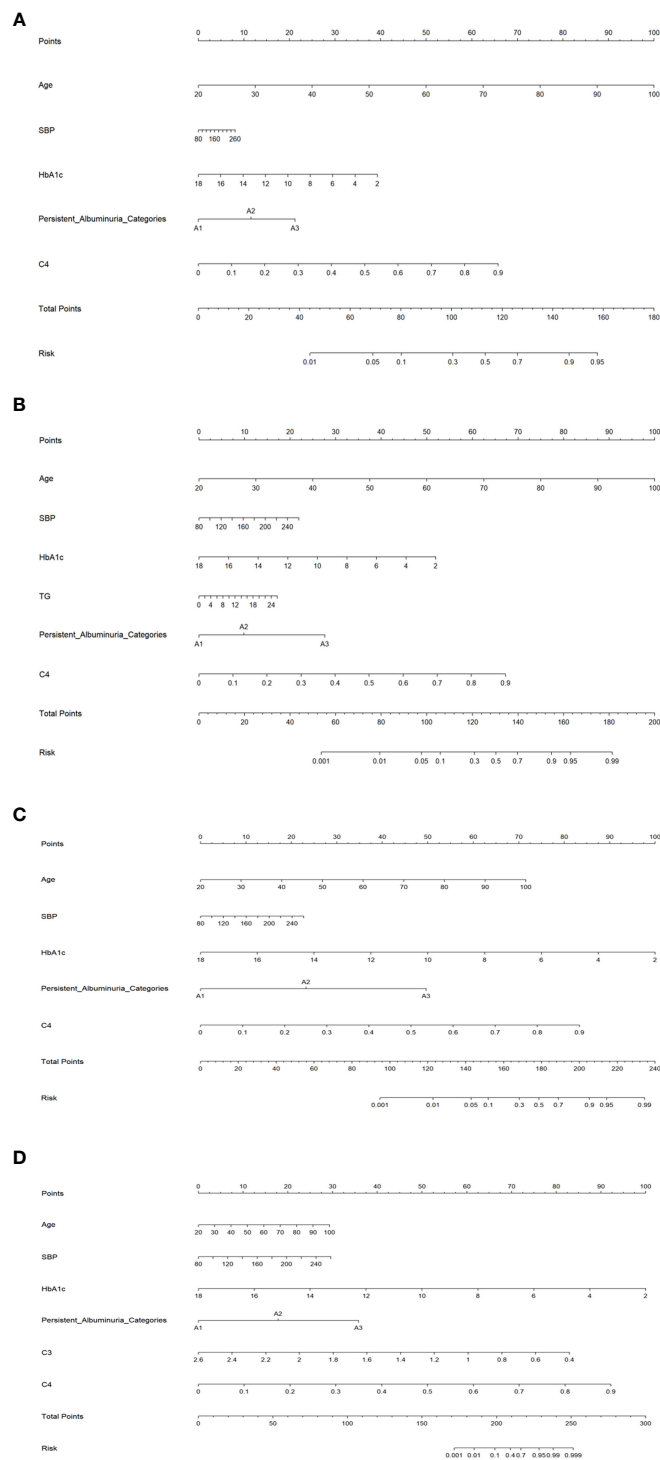 A
Points 0 10 20 30 40 50 60 70 80 90 100
Age
20 30 40 50 60 70 80 90 100
SBP
80 160 260
HbA1c
18 16 14 12 10 8 6 4 2
A2
Persistent_Albuminuria_Categories
A1 A3
C4
0 0.1 0.2 0.3 0.4 0.5 0.6 0.7 0.8 0.9
Total Points
0 20 40 60 80 100 120 140 160 180
Risk
0.01 0.05 0.1 0.3 0.5 0.7 0.9 0.95
B
0 10 20 30 40 50 60 70 80 90 100
Points
Age
20 30 40 50 60 70 80 90 100
SBP
80 120 160 200 240
HbA1c
18 16 14 12 10 8 6 4 2
TG
0 4 8 12 18 24
A2
Persistent_Albuminuria_Categories
A1 A3
C4
0 0.1 0.2 0.3 0.4 0.5 0.6 0.7 0.8 0.9
Total Points
0 20 40 60 80 100 120 140 160 180 200
Risk
0.001 0.01 0.05 0.1 0.3 0.5 0.7 0.9 0.95 0.99
C
0 10 20 30 40 50 60 70 80 90 100
Points
Age
20 30 40 50 60 70 80 90 100
SBP
80 120 160 200 240
HbA1c
18 16 14 12 10 8 6 4 2
A2
Persistent_Albuminuria_Categories
A1 A3
C4
0 0.1 0.2 0.3 0.4 0.5 0.6 0.7 0.8 0.9
Total Points
0 20 40 60 80 100 120 140 160 180 200 220 240
Risk
0.001 0.01 0.05 0.1 0.3 0.5 0.7 0.9 0.95 0.99
D
0 10 20 30 40 50 60 70 80 90 100
Points
Age
20 30 40 50 60 70 80 90 100
SBP
80 120 160 200 240
HbA1c
18 16 14 12 10 8 6 4 2
A2
Persistent_Albuminuria_Categories
A1 A3
C3
2.6 2.4 2.2 2 1.8 1.6 1.4 1.2 1 0.8 0.6 0.4
C4
0 0.1 0.2 0.3 0.4 0.5 0.6 0.7 0.8 0.9
Total Points
0 50 100 150 200 250 300
Risk
0.001 0.01 0.1 0.4 0.7 0.95 0.99 0.999